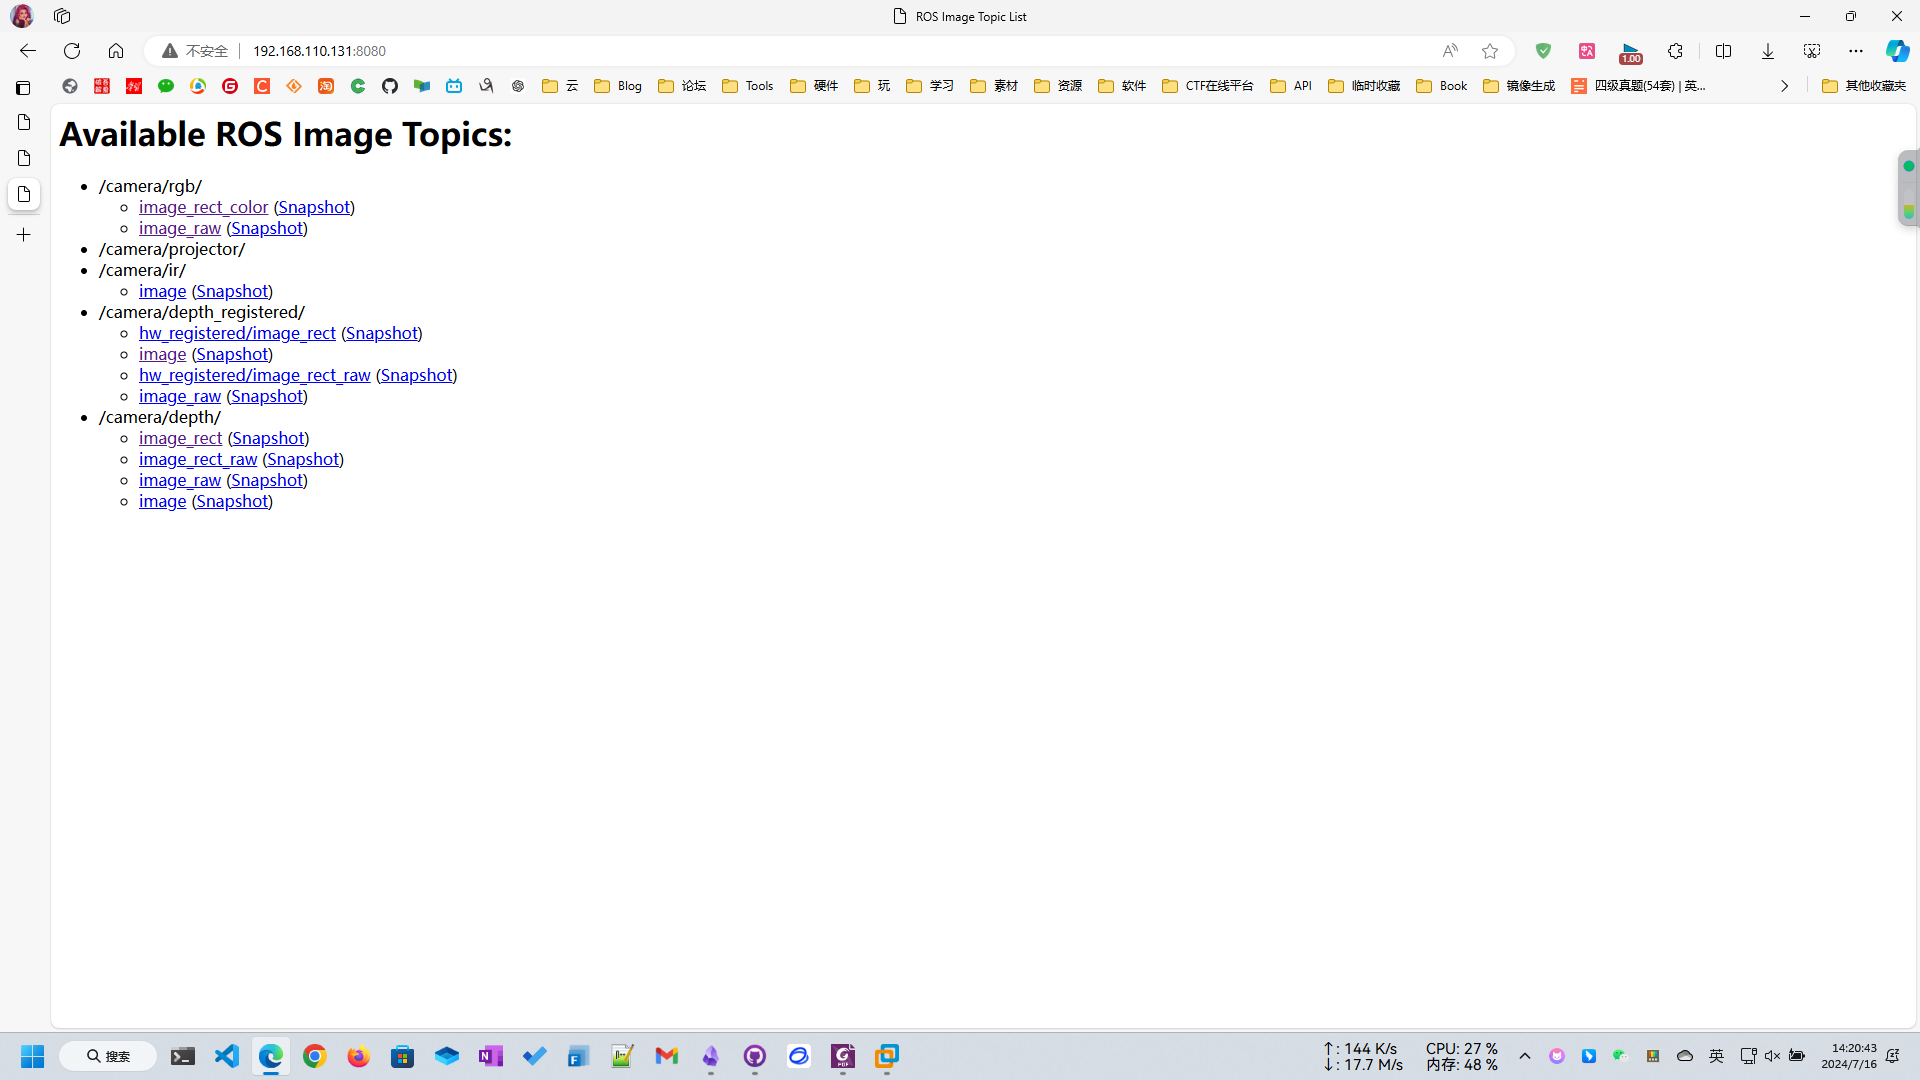 ROS Image Topic List
不安全 192.168.110.131:8080
1.00
云 Blog 论坛 Tools 硬件 玩 学习 素材 资源 软件 CTF在线平台 API 临时收藏 Book 镜像生成 四级真题(54套) | 英... 其他收藏夹
Available ROS Image Topics:
/camera/rgb/
image_rect_color (Snapshot)
image_raw (Snapshot)
/camera/projector/
/camera/ir/
image (Snapshot)
/camera/depth_registered/
hw_registered/image_rect (Snapshot)
image (Snapshot)
hw_registered/image_rect_raw (Snapshot)
image_raw (Snapshot)
/camera/depth/
image_rect (Snapshot)
image_rect_raw (Snapshot)
image_raw (Snapshot)
image (Snapshot)
搜索
↑: 144 K/s CPU: 27 %
↓: 17.7 M/s 内存: 48 %
英
14:20:43
2024/7/16